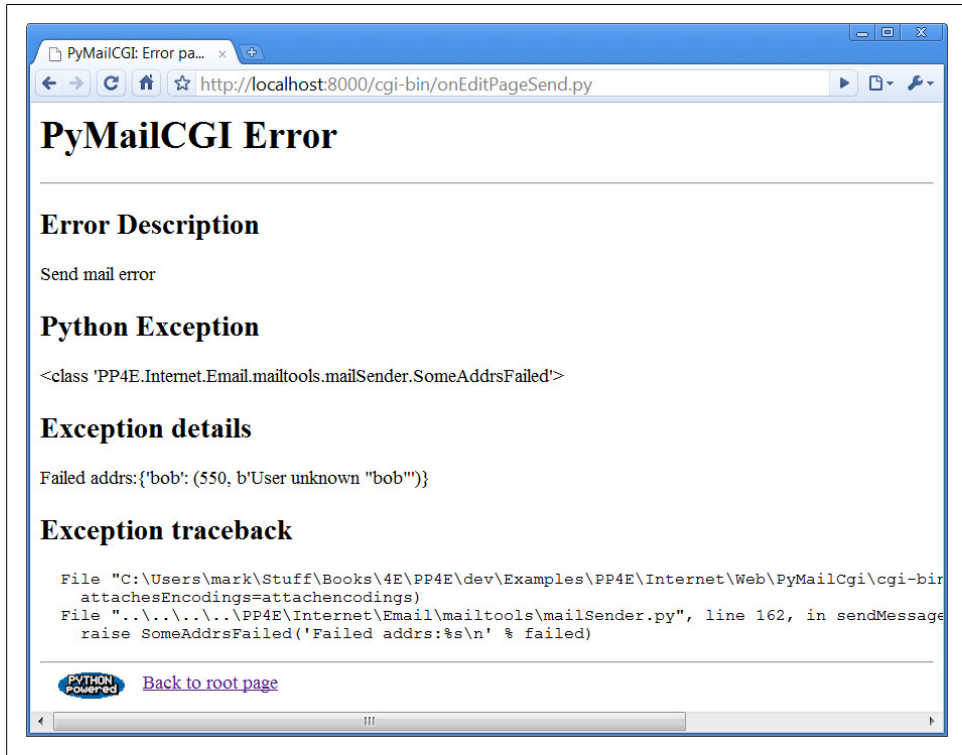 PyMailCGI: Error pa...
http://localhost:8000/cgi-bin/onEditPageSend.py
PyMailCGI Error
Error Description
Send mail error
Python Exception
<class 'PP4E.Internet.Email.mailtools.mailSender.SomeAddrsFailed'>
Exception details
Failed addrs:{'bob': (550, b'User unknown "bob"')}
Exception traceback
File "C:\Users\mark\Stuff\Books\4E\PP4E\dev\Examples\PP4E\Internet\Web\PyMailCgi\cgi-bin
attachesEncodings=attachencodings)
File "..\..\..\..\PP4E\Internet\Email\mailtools\mailSender.py", line 162, in sendMessage
raise SomeAddrsFailed('Failed addrs:%s\n' % failed)
PYTHON
Powered
Back to root page